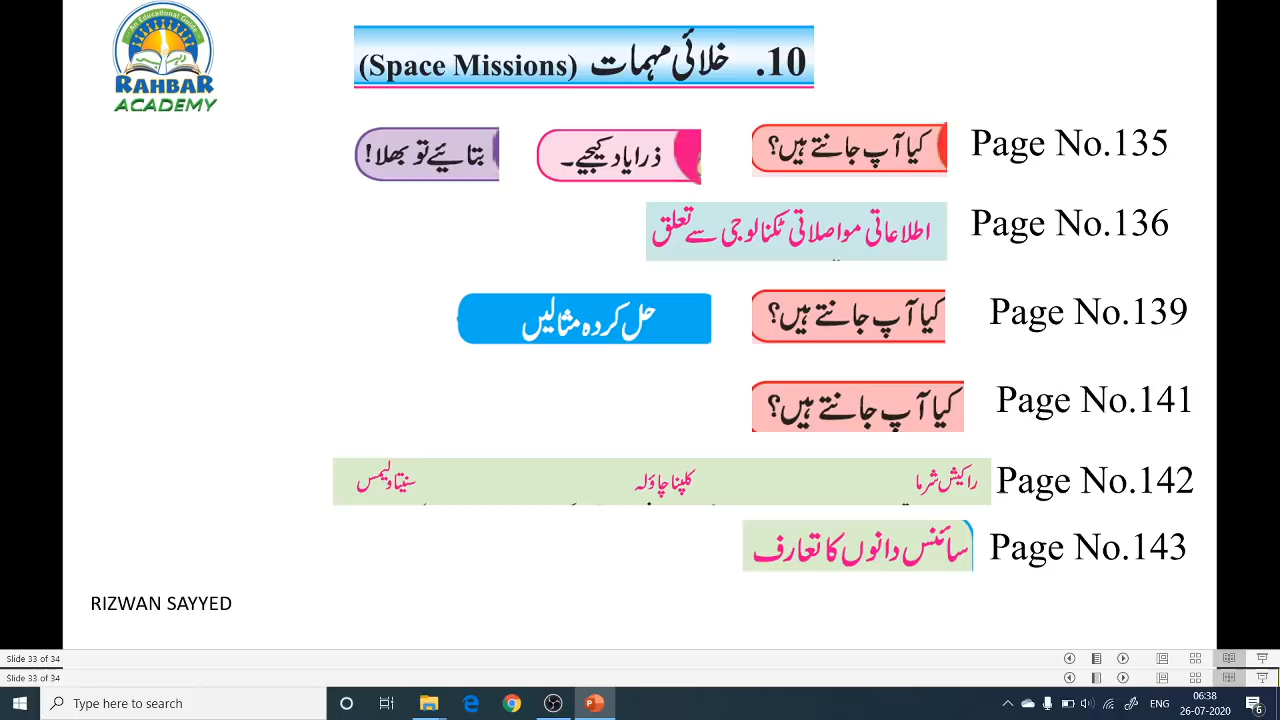 An Educational Guide
RAHBAR
ACADEMY
10. خلائی مہمات (Space Missions)
Page No.135 کیا آپ جانتے ہیں؟ ذرا یاد کیجیے۔ بتائیے تو بھلا!
Page No.136 اطلاعاتی مواصلاتی ٹکنالوجی سے تعلق
Page No.139 کیا آپ جانتے ہیں؟ حل کردہ مثالیں
Page No.141 کیا آپ جانتے ہیں؟
Page No.142 راکیش شرما کلپنا چاؤلہ سنیتا ولیمس
Page No.143 سائنس دانوں کا تعارف
RIZWAN SAYYED
Slide 33 of 34
Slide 33 of 34
Type here to search
06:38
26-07-2020
6